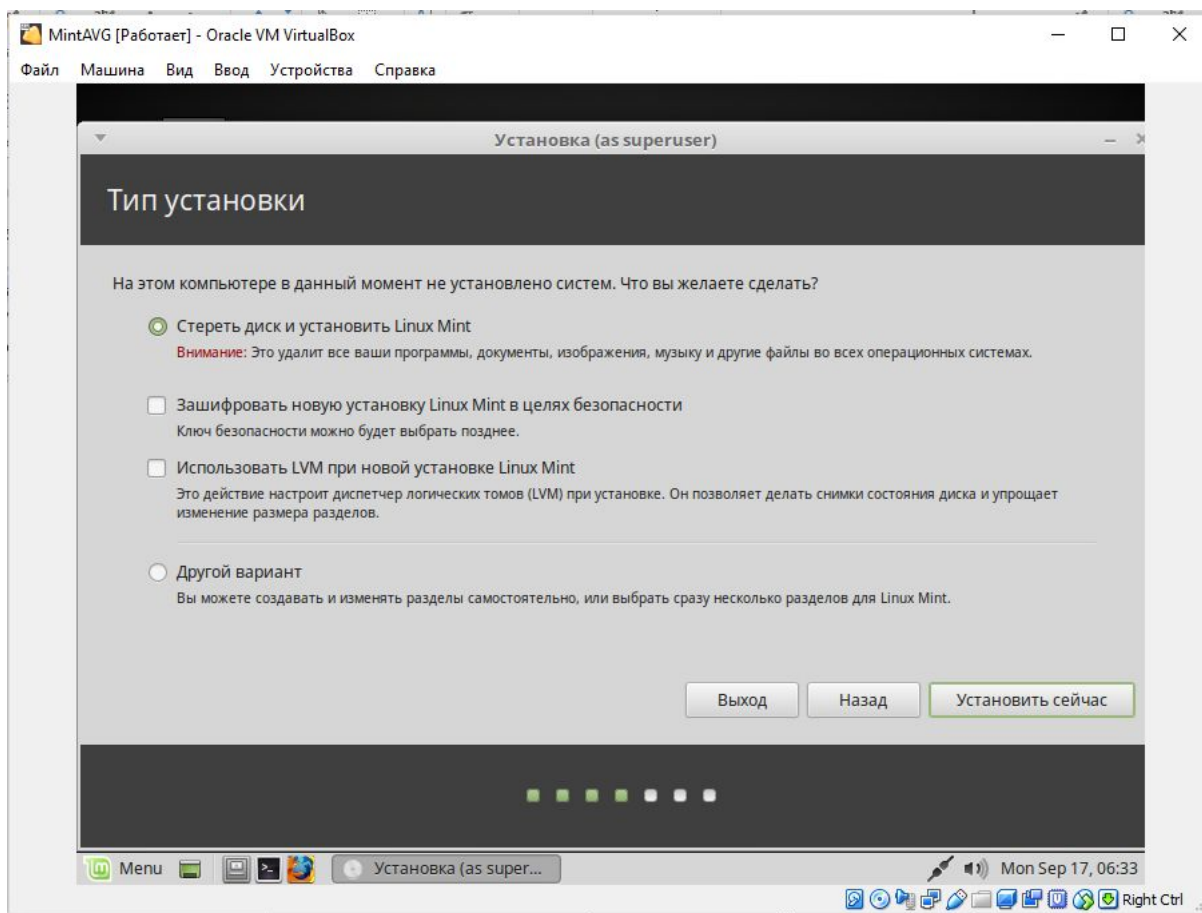 MintAVG [Работает] - Oracle VM VirtualBox
Файл Машина Вид Ввод Устройства Справка
Установка (as superuser)
Тип установки
На этом компьютере в данный момент не установлено систем. Что вы желаете сделать?
Стереть диск и установить Linux Mint
Внимание: Это удалит все ваши программы, документы, изображения, музыку и другие файлы во всех операционных системах.
Зашифровать новую установку Linux Mint в целях безопасности
Ключ безопасности можно будет выбрать позднее.
Использовать LVM при новой установке Linux Mint
Это действие настроит диспетчер логических томов (LVM) при установке. Он позволяет делать снимки состояния диска и упрощает
изменение размера разделов.
Другой вариант
Вы можете создавать и изменять разделы самостоятельно, или выбрать сразу несколько разделов для Linux Mint.
Выход Назад Установить сейчас
Menu Установка (as super... Mon Sep 17, 06:33
Right Ctrl